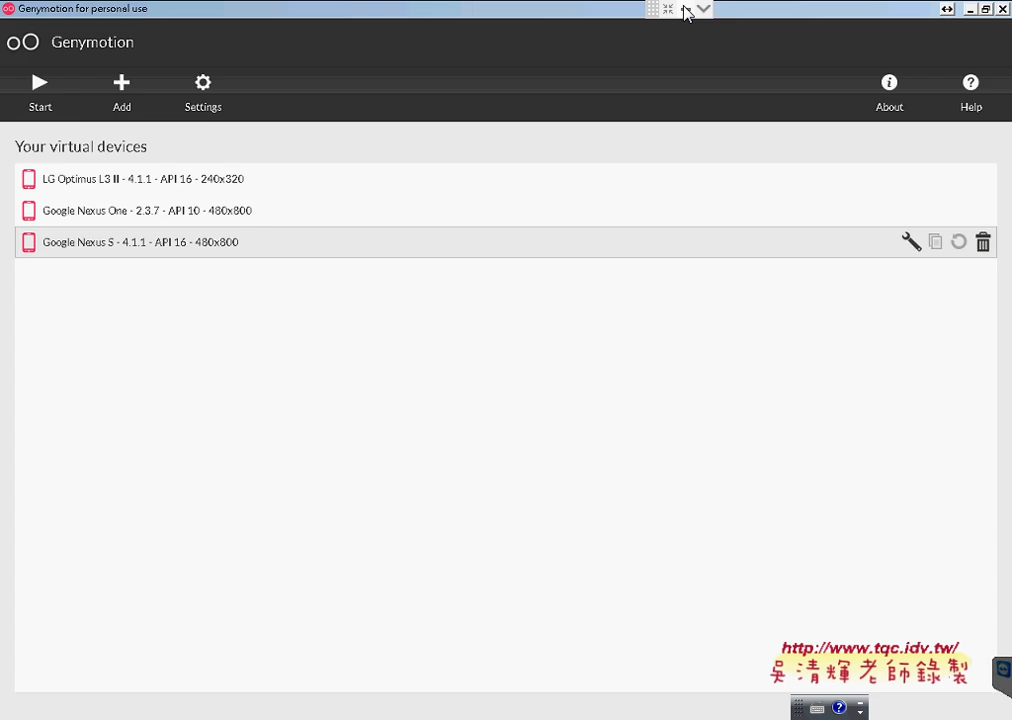 Genymotion for personal use
Genymotion
Start
Add
Settings
About
Help
Your virtual devices
LG Optimus L3 II - 4.1.1 - API 16 - 240x320
Google Nexus One - 2.3.7 - API 10 - 480x800
Google Nexus S - 4.1.1 - API 16 - 480x800
http://www.tqc.idv.tw/
吳清輝老師錄製